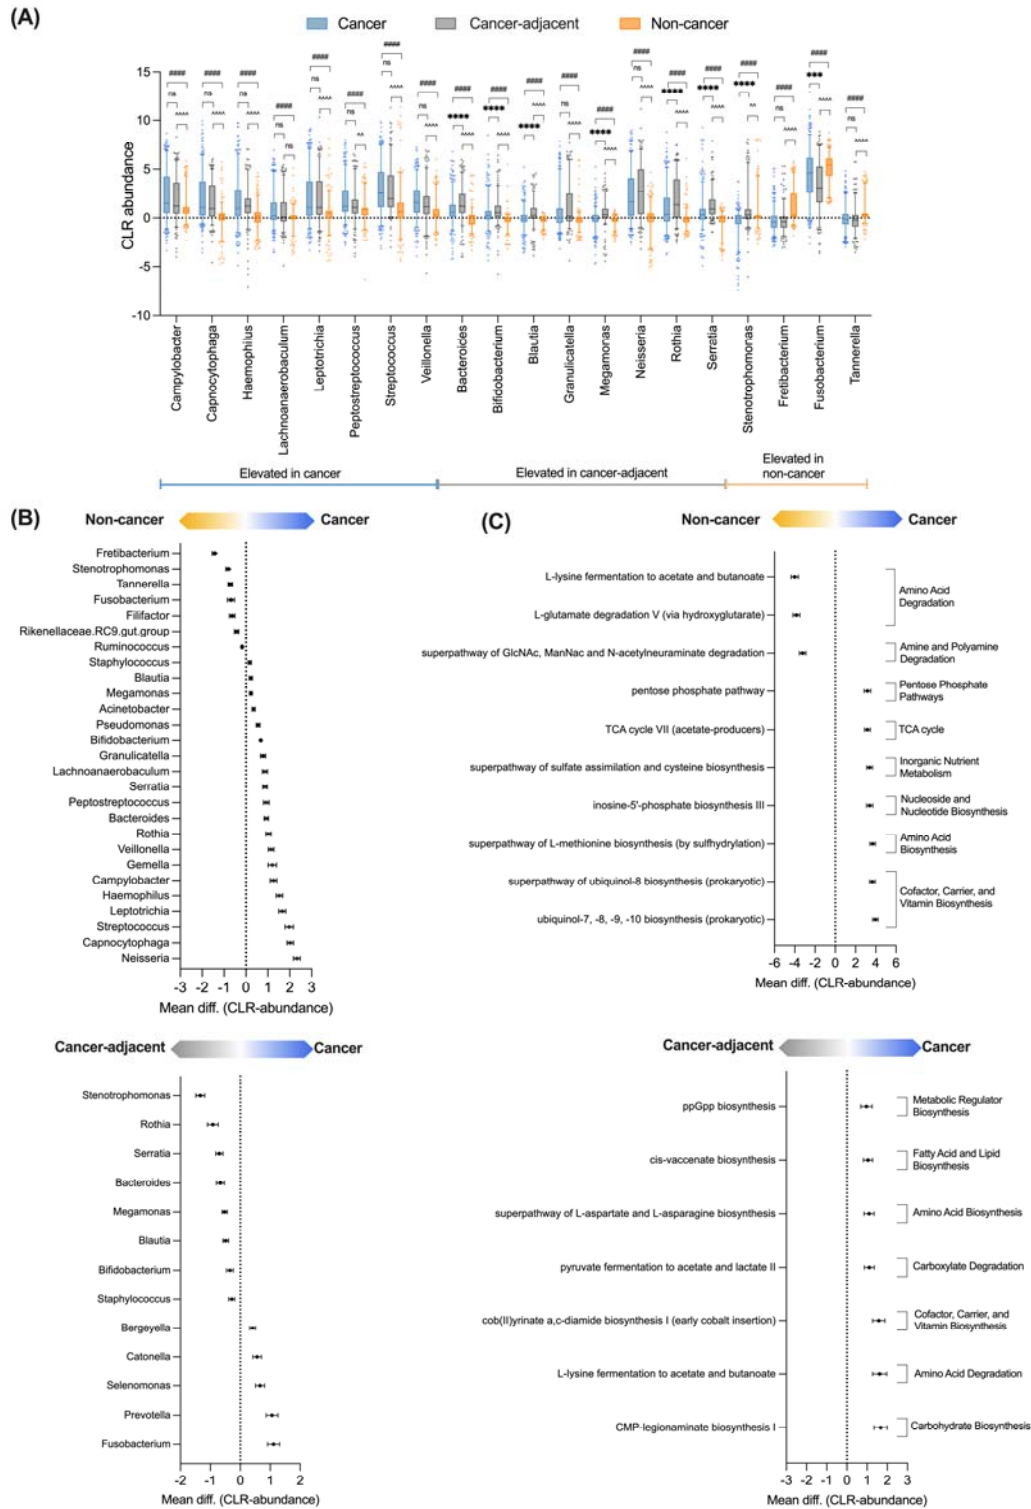 (A)
Cancer
Cancer-adjacent
Non-cancer
CLR abundance
15
10
5
0
-5
-10
#### #### #### #### #### #### #### #### #### #### #### #### #### #### #### #### #### #### #### ####
Campylobacter
Capnocytophaga
Haemophilus
Lachnoanaerobaculum
Leptotrichia
Peptostreptococcus
Streptococcus
Veillonella
Bacteroices
Bifidobacterium
Blautia
Granulicatella
Megamonas
Neisseria
Rothia
Serratia
Stenotrophomonas
Fretibacterium
Fusobacterium
Tannerella
Elevated in cancer
Elevated in cancer-adjacent
Elevated in
non-cancer
(B)
Non-cancer
Cancer
Fretibacterium
Stenotrophomonas
Tannerella
Fusobacterium
Filifactor
Rikenellaceae.RC9.gut.group
Ruminococcus
Staphylococcus
Blautia
Megamonas
Acinetobacter
Pseudomonas
Bifidobacterium
Granulicatella
Lachnoanaerobaculum
Serratia
Peptostreptococcus
Bacteroides
Rothia
Veillonella
Gemella
Campylobacter
Haemophilus
Leptotrichia
Streptococcus
Capnocytophaga
Neisseria
-3 -2 -1 0 1 2 3
Mean diff. (CLR-abundance)
Cancer-adjacent
Cancer
Stenotrophomonas
Rothia
Serratia
Bacteroides
Megamonas
Blautia
Bifidobacterium
Staphylococcus
Bergeyella
Catonella
Selenomonas
Prevotella
Fusobacterium
-2 -1 0 1 2
Mean diff. (CLR-abundance)
(C)
Non-cancer
Cancer
L-lysine fermentation to acetate and butanoate
L-glutamate degradation V (via hydroxyglutarate)
Amino Acid
Degradation
superpathway of GlcNAc, ManNac and N-acetylneuraminate degradation
Amine and Polyamine
Degradation
pentose phosphate pathway
Pentose Phosphate
Pathways
TCA cycle VII (acetate-producers)
TCA cycle
superpathway of sulfate assimilation and cysteine biosynthesis
Inorganic Nutrient
Metabolism
inosine-5'-phosphate biosynthesis III
Nucleoside and
Nucleotide Biosynthesis
superpathway of L-methionine biosynthesis (by sulfhydrylation)
Amino Acid
Biosynthesis
superpathway of ubiquinol-8 biosynthesis (prokaryotic)
ubiquinol-7, -8, -9, -10 biosynthesis (prokaryotic)
Cofactor, Carrier, and
Vitamin Biosynthesis
-6 -4 -2 0 2 4 6
Mean diff. (CLR-abundance)
Cancer-adjacent
Cancer
ppGpp biosynthesis
Metabolic Regulator
Biosynthesis
cis-vaccenate biosynthesis
Fatty Acid and Lipid
Biosynthesis
superpathway of L-aspartate and L-asparagine biosynthesis
Amino Acid Biosynthesis
pyruvate fermentation to acetate and lactate II
Carboxylate Degradation
cob(II)yrinate a,c-diamide biosynthesis I (early cobalt insertion)
Cofactor, Carrier, and
Vitamin Biosynthesis
L-lysine fermentation to acetate and butanoate
Amino Acid Degradation
CMP-legionaminate biosynthesis I
Carbohydrate Biosynthesis
-3 -2 -1 0 1 2 3
Mean diff. (CLR-abundance)